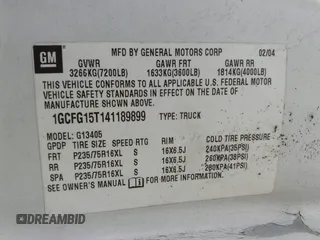 GM
MFD BY GENERAL MOTORS CORP 02/04
GVWR GAWR FRT GAWR RR
3266KG(7200LB) 1633KG(3600LB) 1814KG(4000LB)
THIS VEHICLE CONFORMS TO ALL APPLICABLE U.S. FEDERAL MOTOR
VEHICLE SAFETY STANDARDS IN EFFECT ON THE DATE OF
MANUFACTURE SHOWN ABOVE.
1GCFG15T141189899 TYPE: TRUCK
MODEL: G13405
GPDP TIRE SIZE SPEED RTG RIM COLD TIRE PRESSURE
FRT P235/75R16XL S 16X6.5J 240KPA(35PSI)
RR P235/75R16XL S 16X6.5J 260KPA(38PSI)
SPA P235/75R16XL S 16X6.5J 280KPA(41PSI)
SEE OWNER'S MANUAL FOR ADDITIONAL INFORMATION.
© DREAMBID